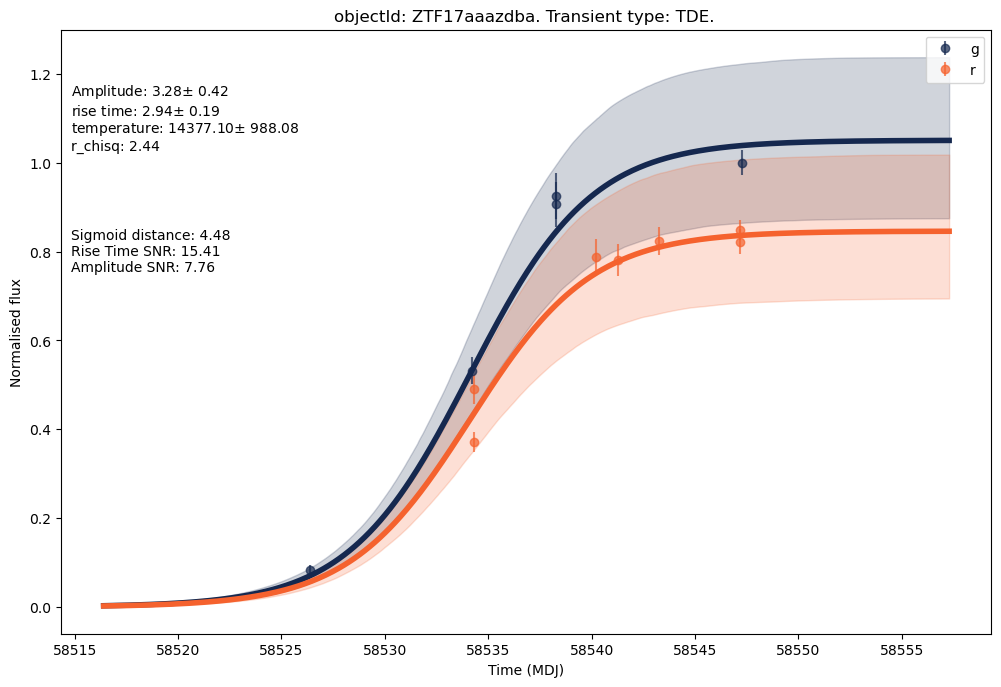 objectId: ZTF17aaazdba. Transient type: TDE.
g
r
Amplitude: 3.28± 0.42
rise time: 2.94± 0.19
temperature: 14377.10± 988.08
r_chisq: 2.44
Sigmoid distance: 4.48
Rise Time SNR: 15.41
Amplitude SNR: 7.76
Normalised flux
1.2
1.0
0.8
0.6
0.4
0.2
0.0
58515 58520 58525 58530 58535 58540 58545 58550 58555
Time (MDJ)